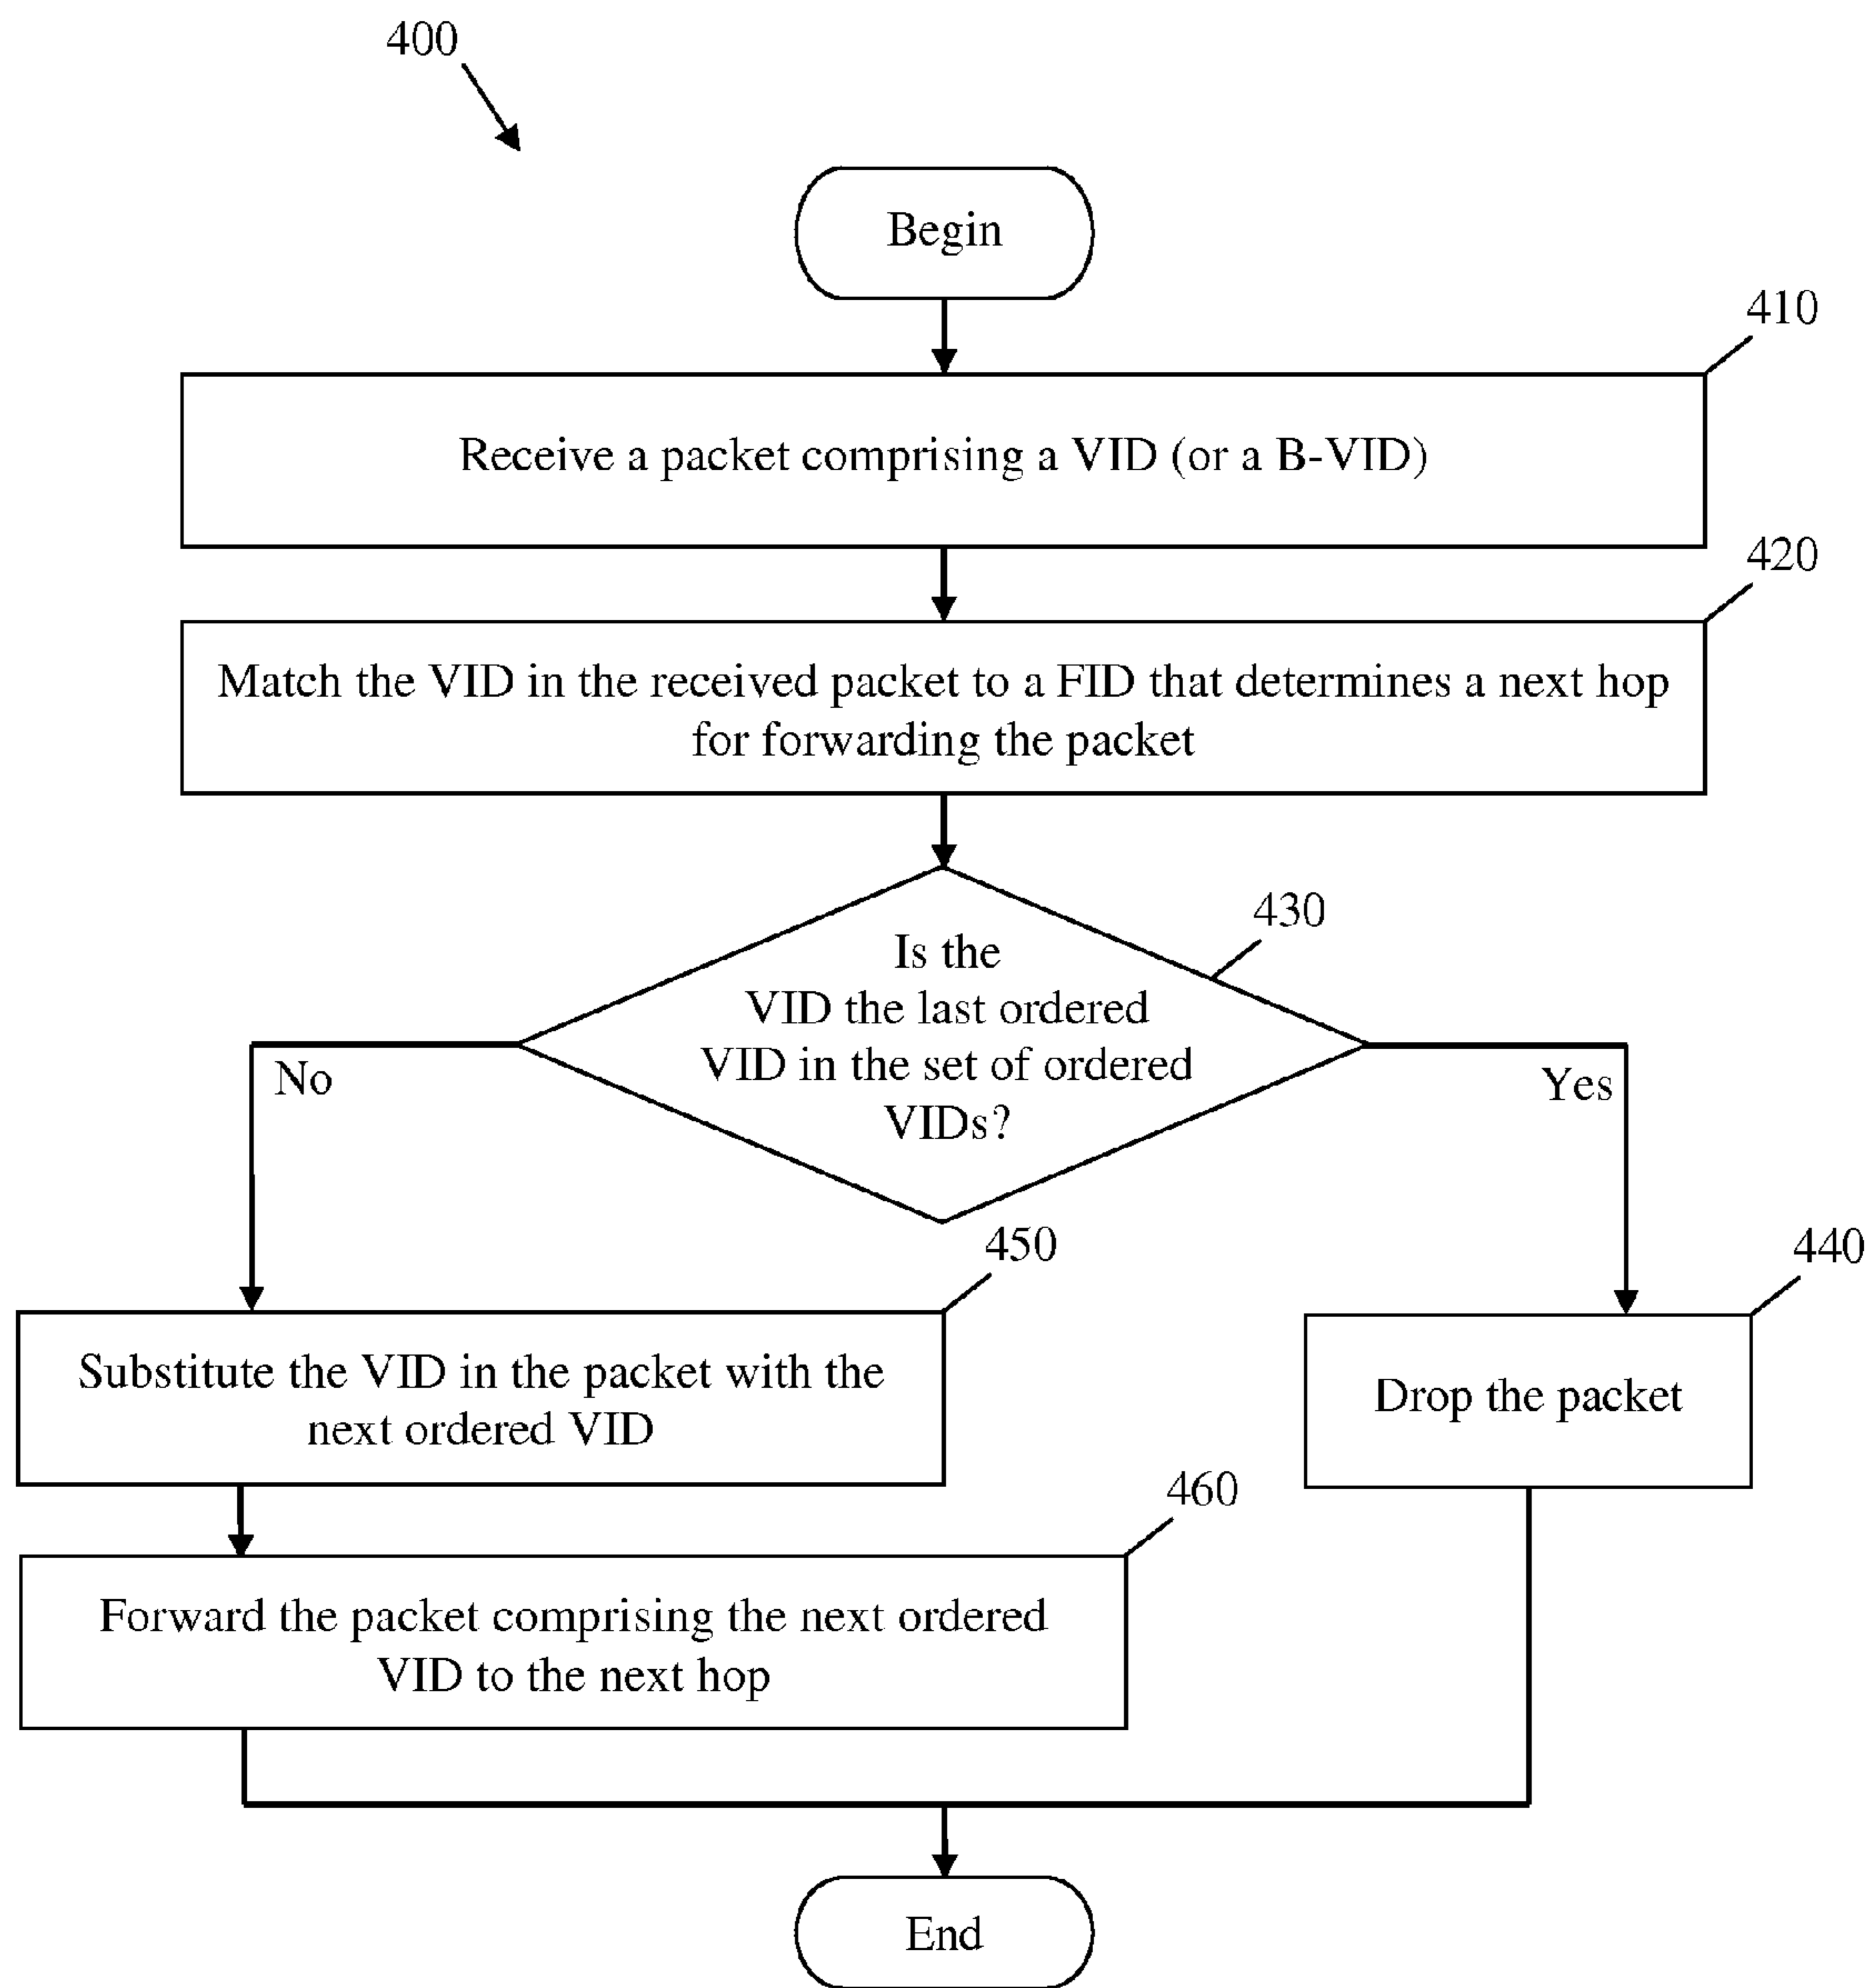 400
Begin
410
Receive a packet comprising a VID (or a B-VID)
420
Match the VID in the received packet to a FID that determines a next hop
for forwarding the packet
430
Is the
VID the last ordered
VID in the set of ordered
VIDs?
No
Yes
450
440
Substitute the VID in the packet with the
next ordered VID
Drop the packet
460
Forward the packet comprising the next ordered
VID to the next hop
End